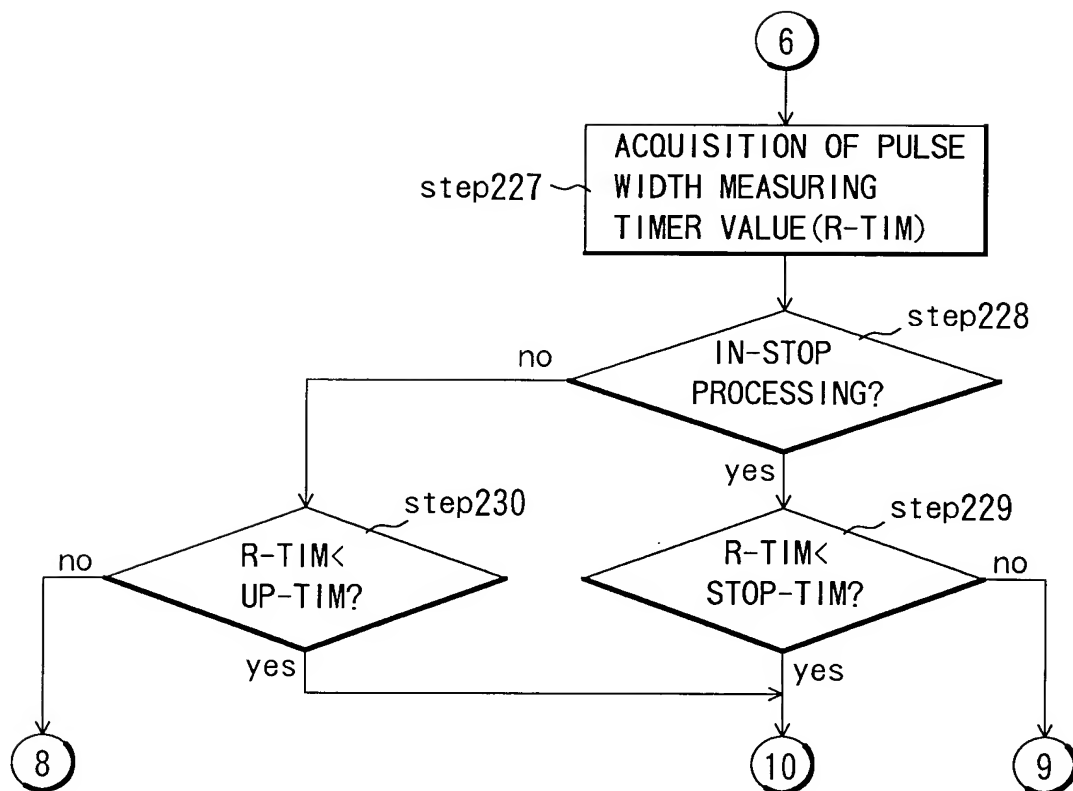 6
ACQUISITION OF PULSE
WIDTH MEASURING
TIMER VALUE(R-TIM)
step227
step228
IN-STOP
PROCESSING?
no
yes
step230
R-TIM<
UP-TIM?
no
yes
step229
R-TIM<
STOP-TIM?
no
yes
8
10
9